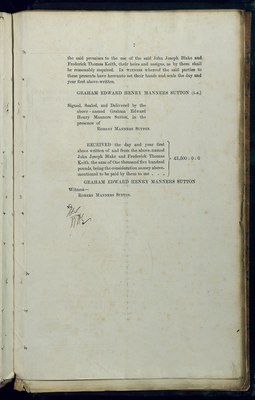 7
the said premises to the use of the said John Joseph Blake and
Frederick Thomas Keith, their heirs and assigns, as by them shall
be reasonably required. In witness whereof the said parties to
these presents have hereunto set their hands and seals the day and
year first above-written.
GRAHAM EDWARD HENRY MANNERS SUTTON (L.S.)
Signed, Sealed, and Delivered by the
above-named Graham Edward
Henry Manners Sutton, in the
presence of
Robert Manners Sutton.
RECEIVED the day and year first
above written of and from the above-named
John Joseph Blake and Frederick Thomas
Keith, the sum of One thousand five hundred
pounds, being the consideration-money above-
mentioned to be paid by them to me . . .
GRAHAM EDWARD HENRY MANNERS SUTTON
Witness—
Robert Manners Sutton.